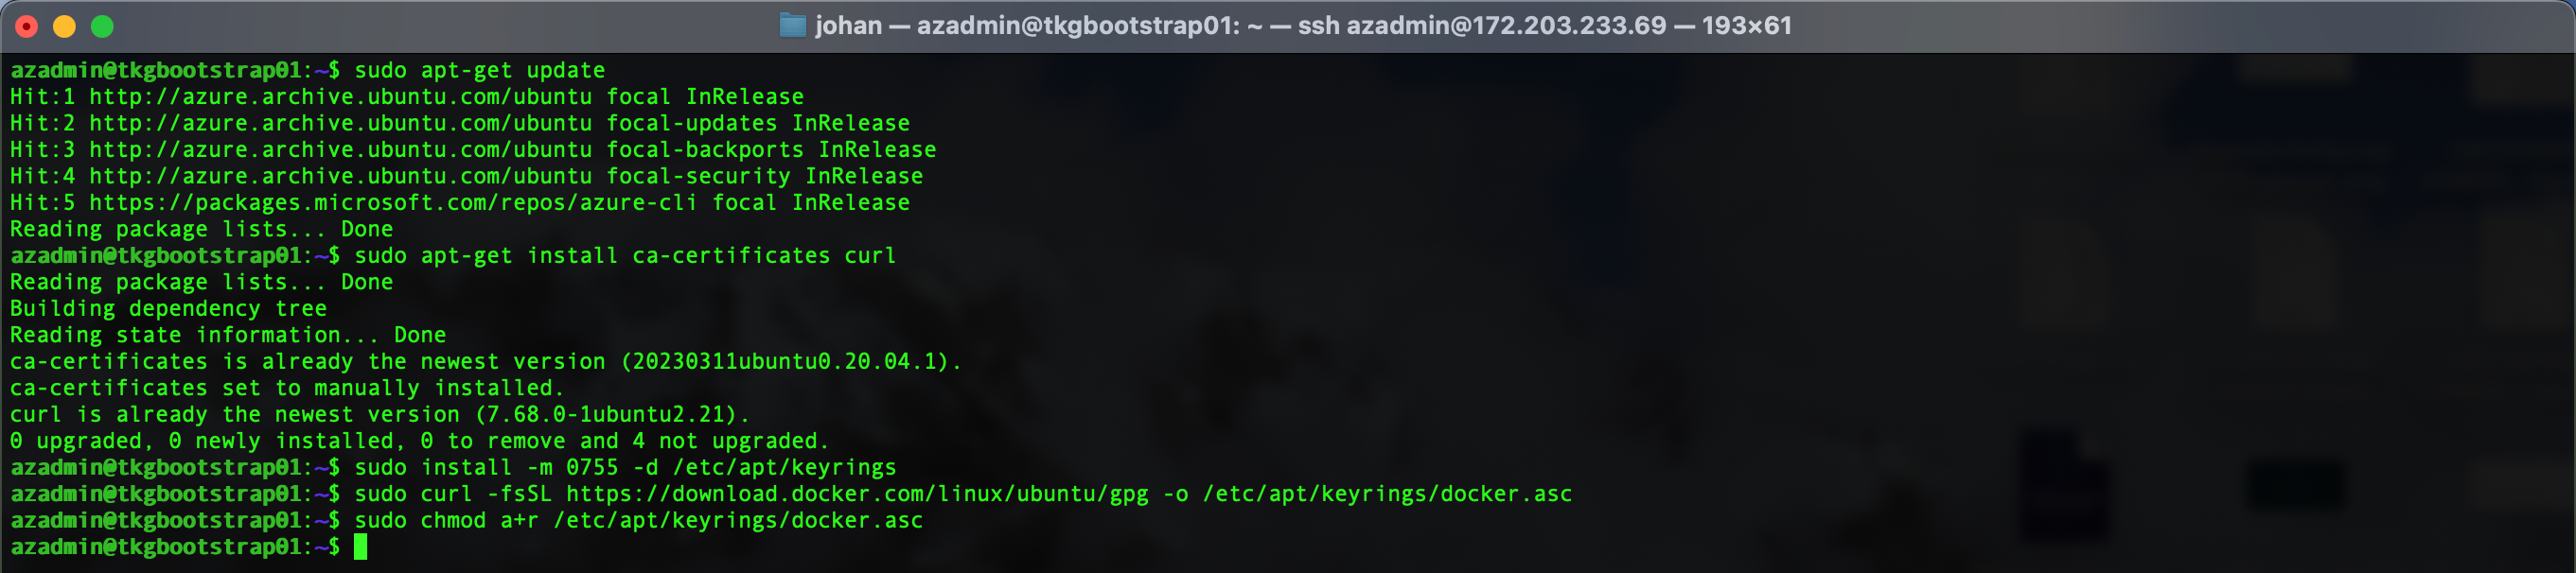 johan — azadmin@tkgbootstrap01: ~ — ssh azadmin@172.203.233.69 — 193×61
azadmin@tkgbootstrap01:~$ sudo apt-get update
Hit:1 http://azure.archive.ubuntu.com/ubuntu focal InRelease
Hit:2 http://azure.archive.ubuntu.com/ubuntu focal-updates InRelease
Hit:3 http://azure.archive.ubuntu.com/ubuntu focal-backports InRelease
Hit:4 http://azure.archive.ubuntu.com/ubuntu focal-security InRelease
Hit:5 https://packages.microsoft.com/repos/azure-cli focal InRelease
Reading package lists... Done
azadmin@tkgbootstrap01:~$ sudo apt-get install ca-certificates curl
Reading package lists... Done
Building dependency tree
Reading state information... Done
ca-certificates is already the newest version (20230311ubuntu0.20.04.1).
ca-certificates set to manually installed.
curl is already the newest version (7.68.0-1ubuntu2.21).
0 upgraded, 0 newly installed, 0 to remove and 4 not upgraded.
azadmin@tkgbootstrap01:~$ sudo install -m 0755 -d /etc/apt/keyrings
azadmin@tkgbootstrap01:~$ sudo curl -fsSL https://download.docker.com/linux/ubuntu/gpg -o /etc/apt/keyrings/docker.asc
azadmin@tkgbootstrap01:~$ sudo chmod a+r /etc/apt/keyrings/docker.asc
azadmin@tkgbootstrap01:~$